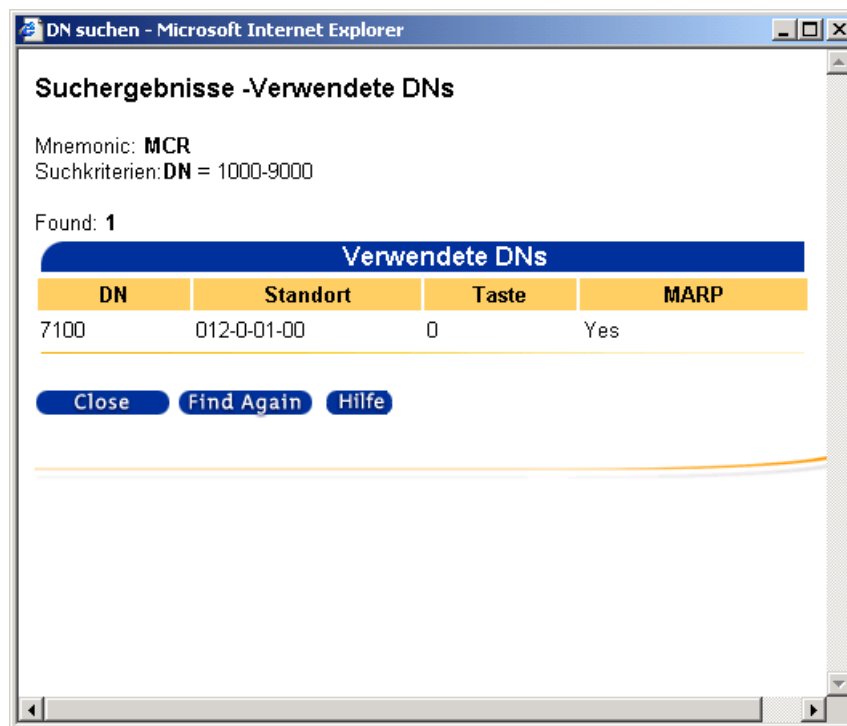 DN suchen - Microsoft Internet Explorer
Suchergebnisse -Verwendete DNs
Mnemonic: MCR
Suchkriterien:DN = 1000-9000
Found: 1
Verwendete DNs
DN Standort Taste MARP
7100 012-0-01-00 0 Yes
Close Find Again Hilfe